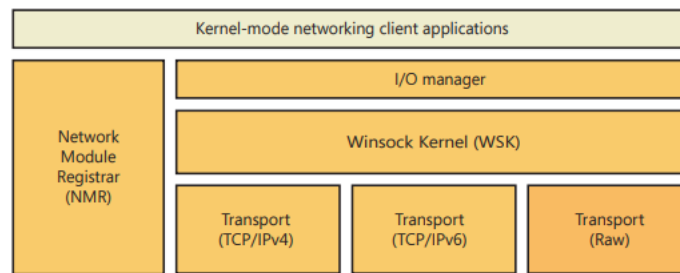 Kernel-mode networking client applications
Network
Module
Registrar
(NMR)
I/O manager
Winsock Kernel (WSK)
Transport
(TCP/IPv4)
Transport
(TCP/IPv6)
Transport
(Raw)